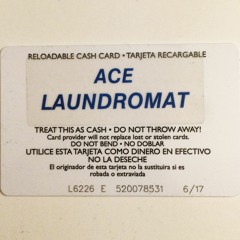 RELOADABLE CASH CARD • TARJETA RECARGABLE
ACE
LAUNDROMAT
TREAT THIS AS CASH • DO NOT THROW AWAY!
Card provider will not replace lost or stolen cards.
DO NOT BEND • NO DOBLAR
UTILICE ESTA TARJETA COMO DINERO EN EFECTIVO
NO LA DESECHE
El originador de esta tarjeta no la sustituira si es
robada o extraviada
L6226 E 520078531 6/17